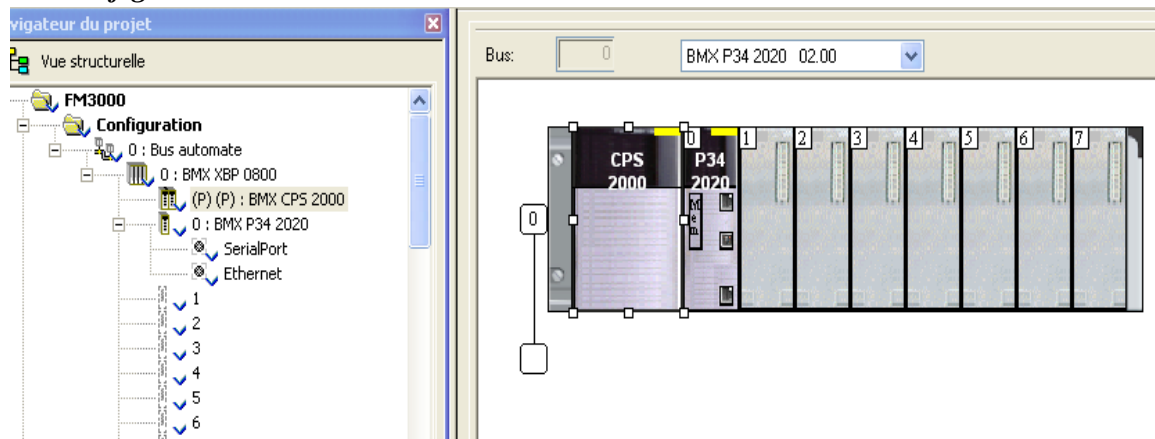 vigateur du projet
Vue structurelle
FM3000
Configuration
0 : Bus automate
0 : BMX XBP 0800
(P) (P) : BMX CPS 2000
0 : BMX P34 2020
SerialPort
Ethernet
1
2
3
4
5
6
Bus: 0 BMX P34 2020 02.00
0 1 2 3 4 5 6 7
CPS 2000
P34 2020
Mem
0